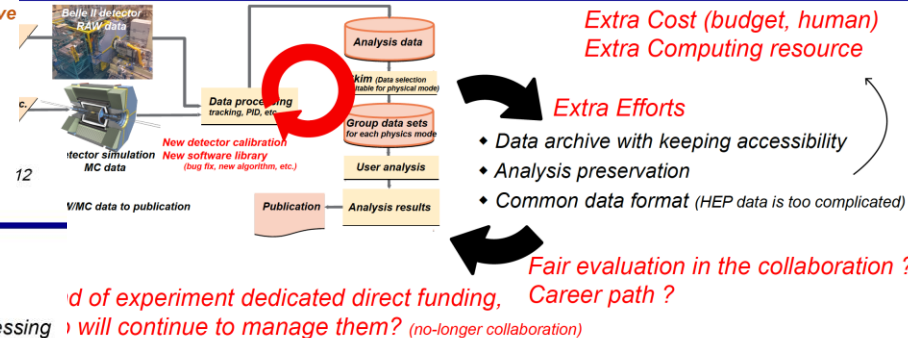 Belle II detector
RAW data
c.
detector simulation
MC data
12
V/MC data to publication
Data processing
tracking, PID, etc.
New detector calibration
New software library
(bug fix, new algorithm, etc.)
Analysis data
Skim (Data selection
suitable for physical mode)
Group data sets
for each physics mode
User analysis
Publication
Analysis results
Extra Cost (budget, human)
Extra Computing resource
Extra Efforts
◆ Data archive with keeping accessibility
◆ Analysis preservation
◆ Common data format (HEP data is too complicated)
Fair evaluation in the collaboration ?
Career path ?
d of experiment dedicated direct funding,
will continue to manage them? (no-longer collaboration)
essing